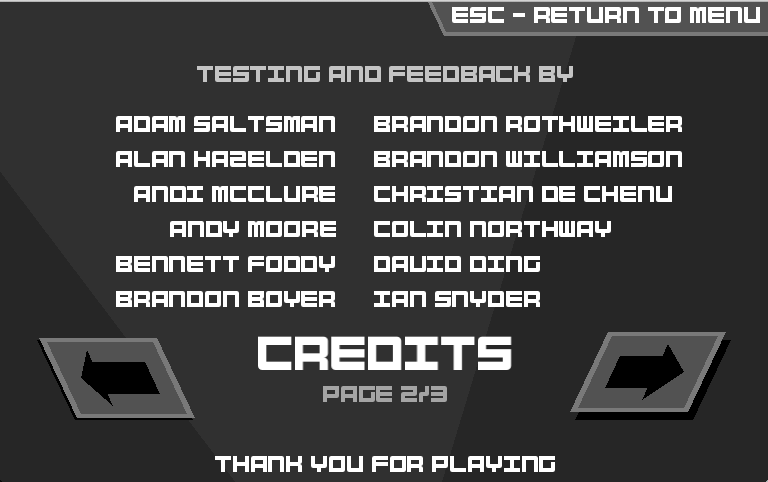 ESC - RETURN TO MENU
TESTING AND FEEDBACK BY
ADAM SALTSMAN BRANDON ROTHWEILER
ALAN HAZELDEN BRANDON WILLIAMSON
ANDI MCCLURE CHRISTIAN DE CHENU
ANDY MOORE COLIN NORTHWAY
BENNETT FODDY DAVID DING
BRANDON BOYER IAN SNYDER
CREDITS
PAGE 2/3
THANK YOU FOR PLAYING